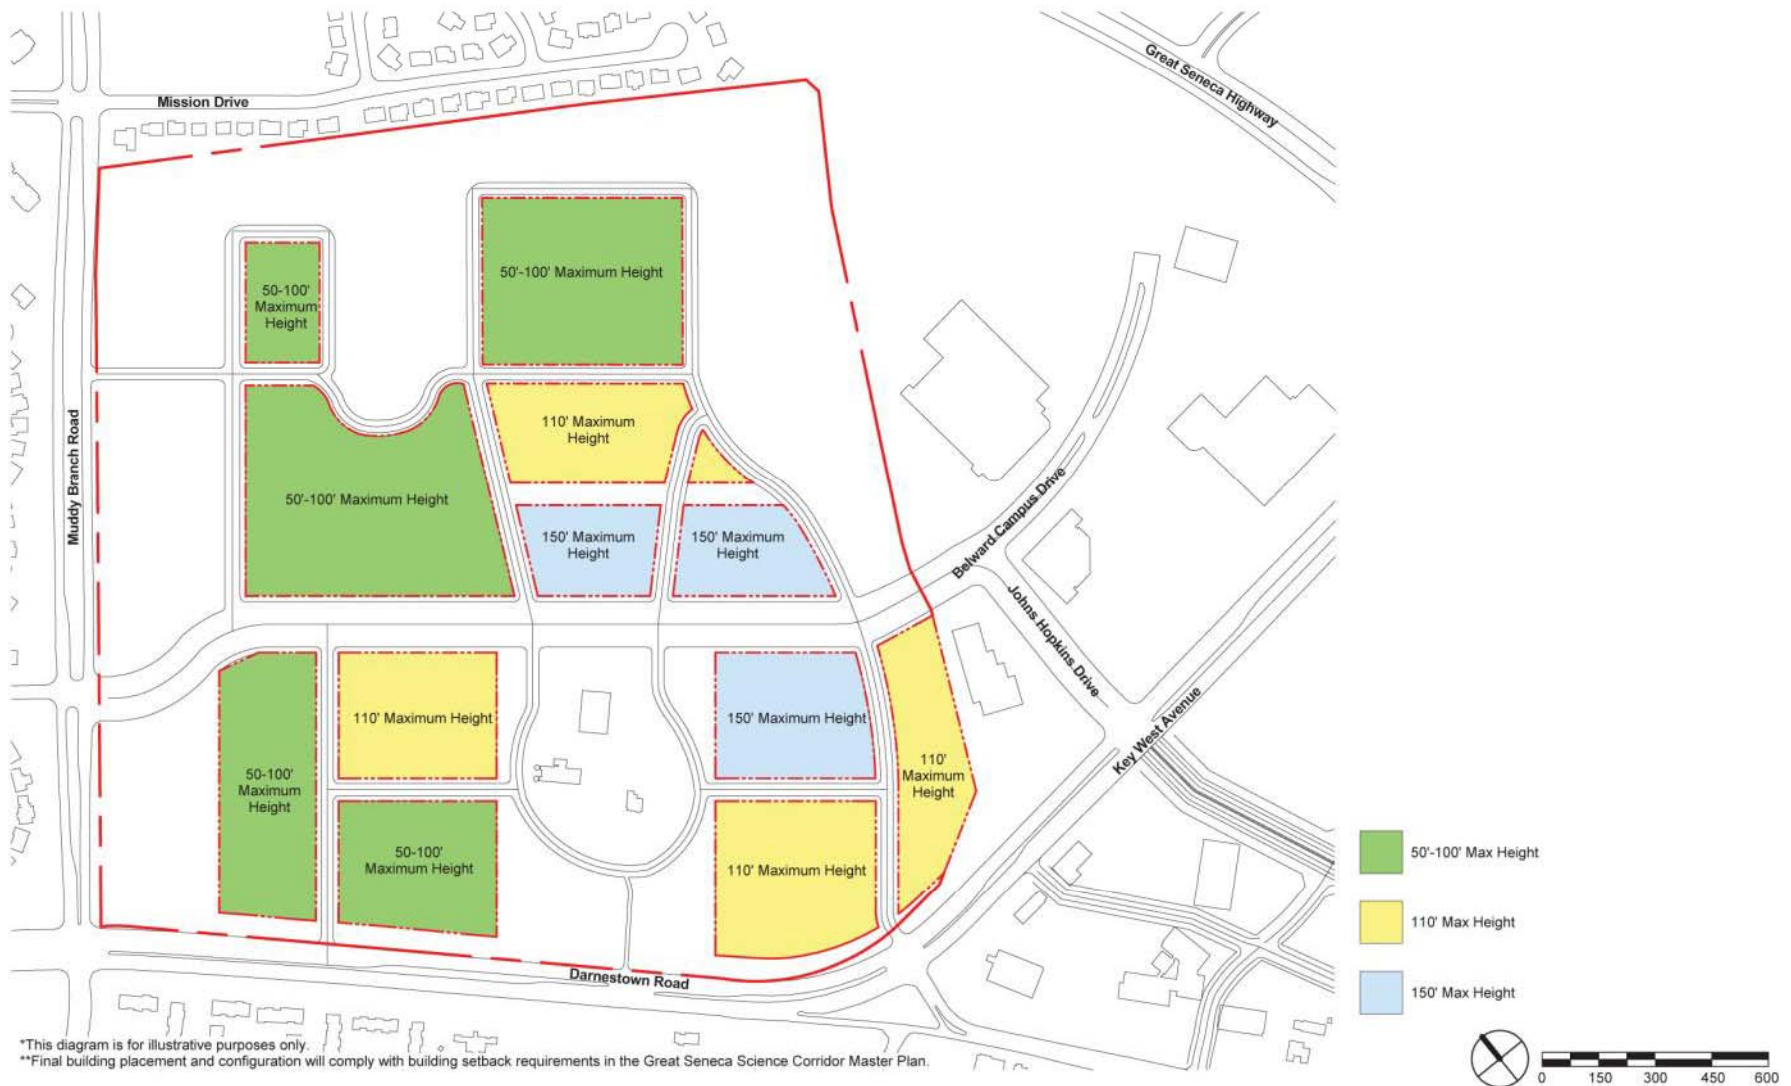 Great Seneca Highway
Mission Drive
50'-100' Maximum Height
50-100'
Maximum
Height
110' Maximum
Height
Muddy Branch Road
50'-100' Maximum Height
150' Maximum
Height
150' Maximum
Height
Belward Campus Drive
Johns Hopkins Drive
Key West Avenue
110' Maximum Height
150' Maximum Height
50-100'
Maximum
Height
110'
Maximum
Height
50-100'
Maximum Height
110' Maximum Height
Darnestown Road
50'-100' Max Height
110' Max Height
150' Max Height
*This diagram is for illustrative purposes only.
**Final building placement and configuration will comply with building setback requirements in the Great Seneca Science Corridor Master Plan.
0 150 300 450 600